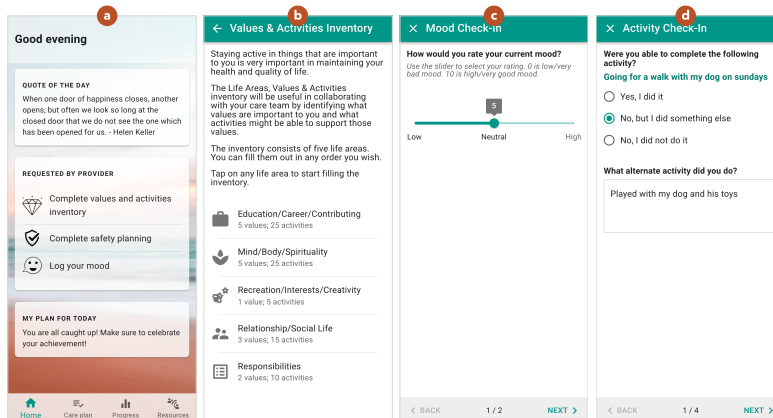 a
Good evening
QUOTE OF THE DAY
When one door of happiness closes, another
opens; but often we look so long at the
closed door that we do not see the one which
has been opened for us. - Helen Keller
REQUESTED BY PROVIDER
Complete values and activities
inventory
Complete safety planning
Log your mood
MY PLAN FOR TODAY
You are all caught up! Make sure to celebrate
your achievement!
Home
Care plan
Progress
Resources
b
Values & Activities Inventory
Staying active in things that are important
to you is very important in maintaining your
health and quality of life.
The Life Areas, Values & Activities
inventory will be useful in collaborating
with your care team by identifying what
values are important to you and what
activities might be able to support those
values.
The inventory consists of five life areas.
You can fill them out in any order you wish.
Tap on any life area to start filling the
inventory.
Education/Career/Contributing
5 values; 25 activities
Mind/Body/Spirituality
5 values; 25 activities
Recreation/Interests/Creativity
1 value; 5 activities
Relationship/Social Life
3 values; 15 activities
Responsibilities
2 values; 10 activities
c
Mood Check-in
How would you rate your current mood?
Use the slider to select your rating. 0 is low/very
bad mood. 10 is high/very good mood.
5
Low Neutral High
BACK 1 / 2 NEXT
d
Activity Check-In
Were you able to complete the following
activity?
Going for a walk with my dog on sundays
Yes, I did it
No, but I did something else
No, I did not do it
What alternate activity did you do?
Played with my dog and his toys
BACK 1 / 4 NEXT